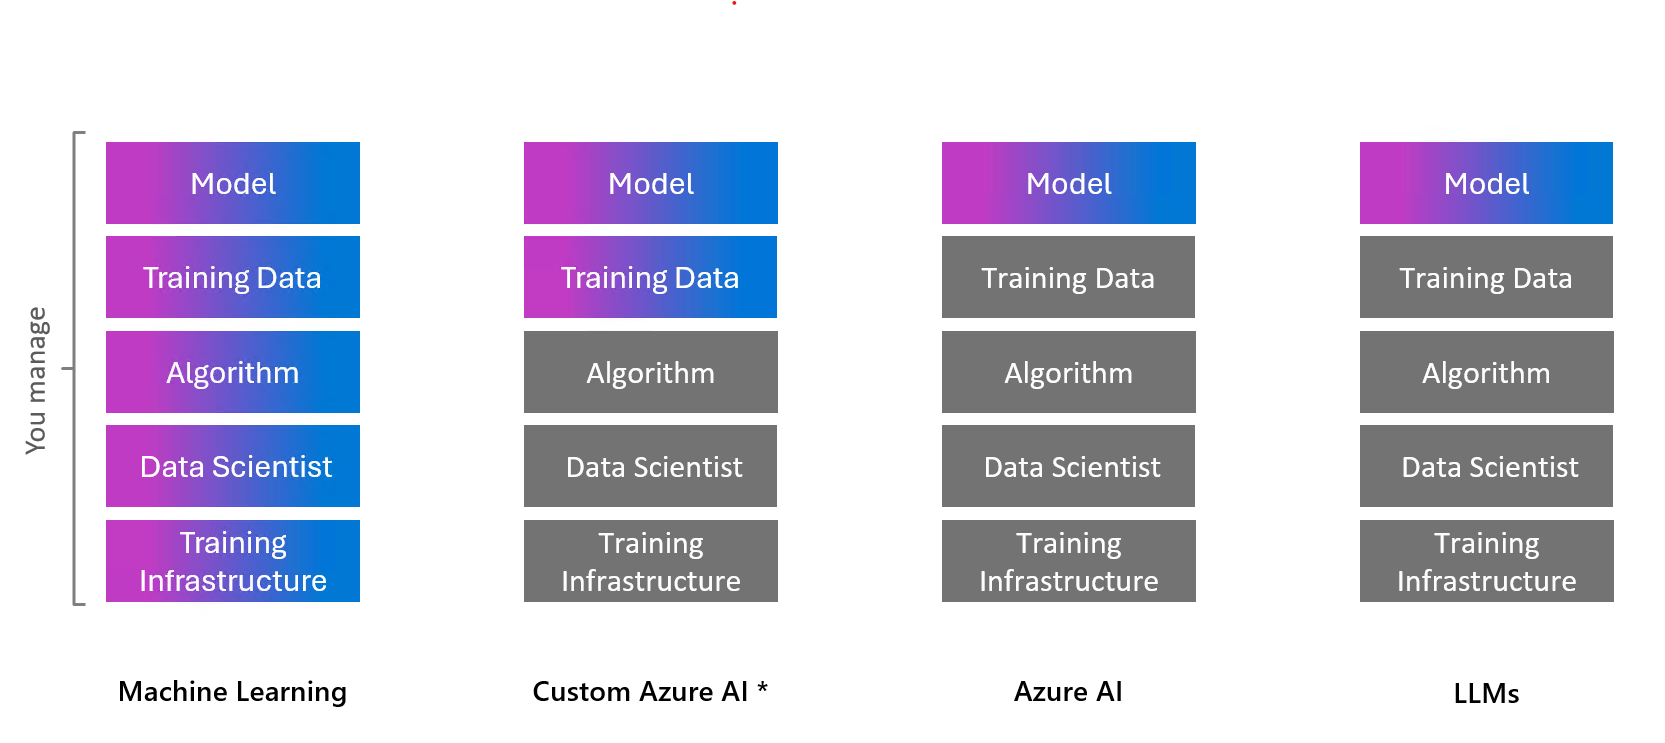 You manage
Model
Training Data
Algorithm
Data Scientist
Training
Infrastructure
Machine Learning
Model
Training Data
Algorithm
Data Scientist
Training
Infrastructure
Custom Azure AI *
Model
Training Data
Algorithm
Data Scientist
Training
Infrastructure
Azure AI
Model
Training Data
Algorithm
Data Scientist
Training
Infrastructure
LLMs